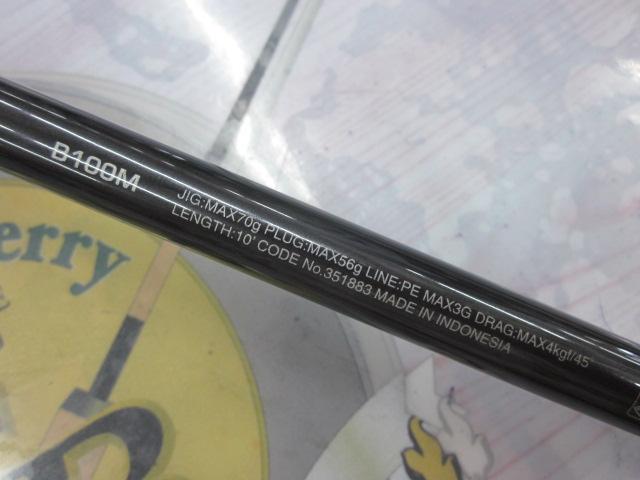 B100M
JIG:MAX70g PLUG:MAX56g LINE:PE MAX3G DRAG:MAX4kgf/45°
LENGTH:10' CODE No.351883 MADE IN INDONESIA
erry